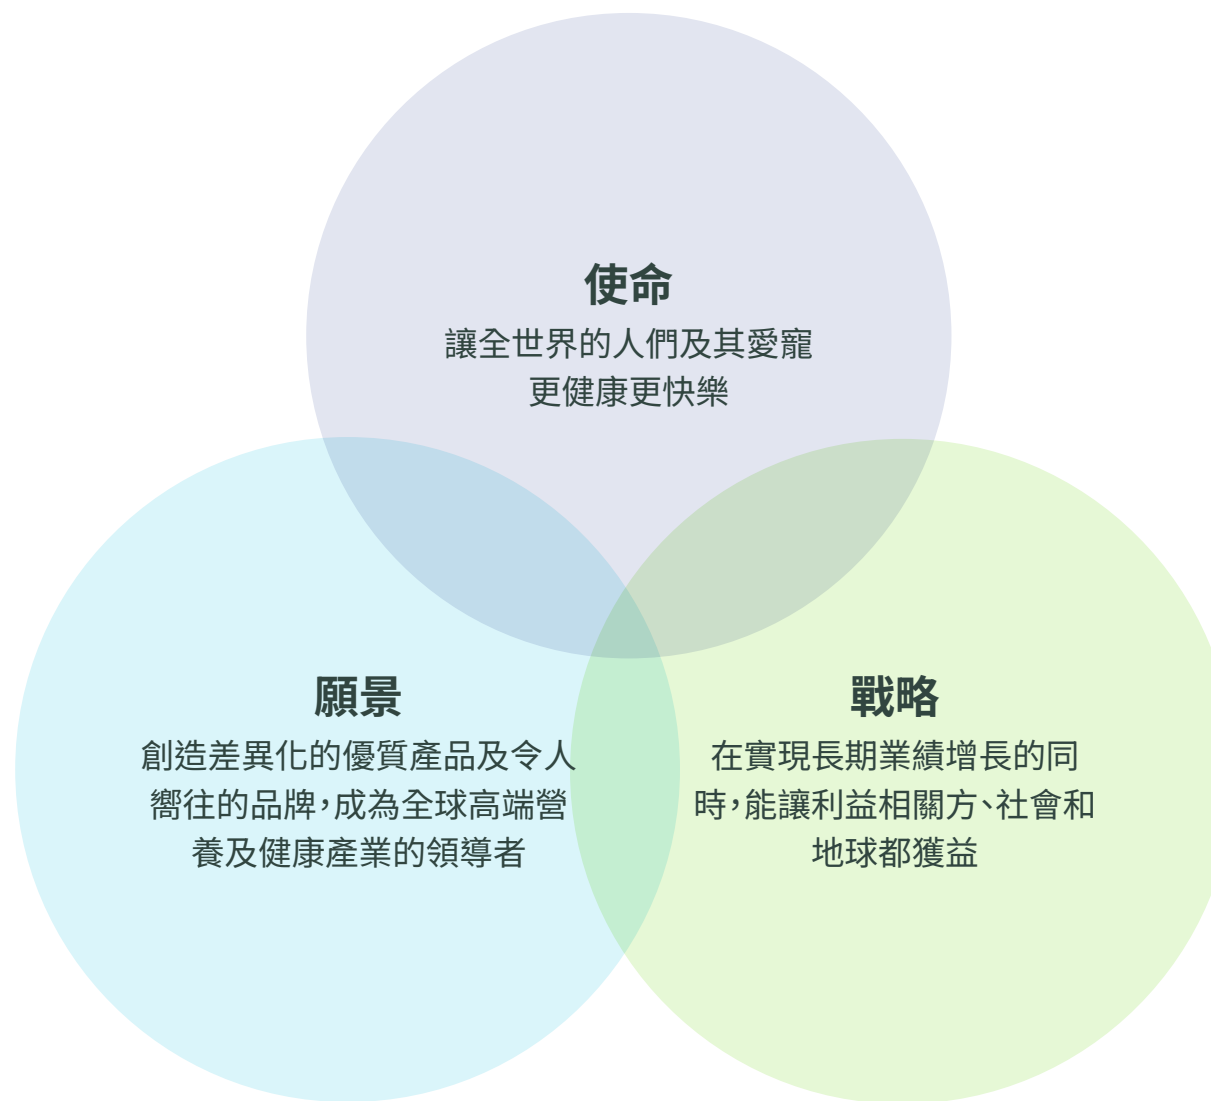 使命
讓全世界的人們及其愛寵
更健康更快樂
願景
創造差異化的優質產品及令人
嚮往的品牌，成為全球高端營
養及健康產業的領導者
戰略
在實現長期業績增長的同
時，能讓利益相關方、社會和
地球都獲益